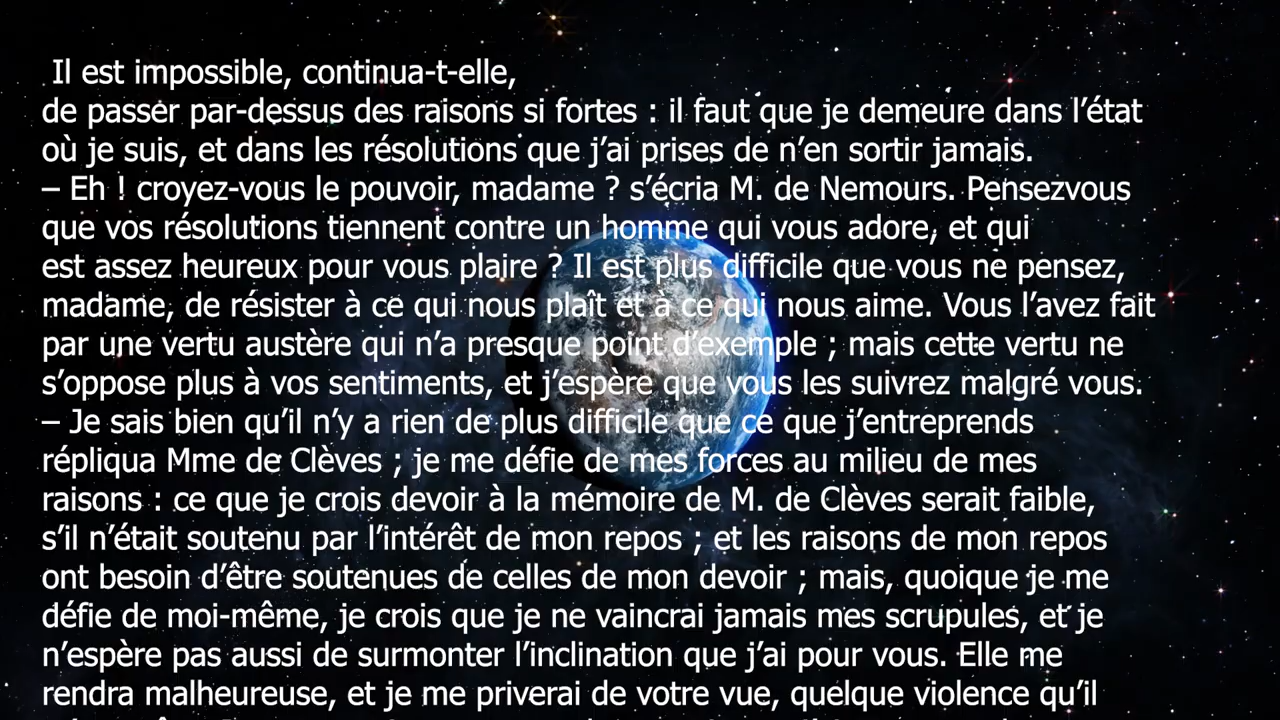 Il est impossible, continua-t-elle,
de passer par-dessus des raisons si fortes : il faut que je demeure dans l’état
où je suis, et dans les résolutions que j’ai prises de n’en sortir jamais.
– Eh ! croyez-vous le pouvoir, madame ? s’écria M. de Nemours. Pensezvous
que vos résolutions tiennent contre un homme qui vous adore, et qui
est assez heureux pour vous plaire ? Il est plus difficile que vous ne pensez,
madame, de résister à ce qui nous plaît et à ce qui nous aime. Vous l’avez fait
par une vertu austère qui n’a presque point d’exemple ; mais cette vertu ne
s’oppose plus à vos sentiments, et j’espère que vous les suivrez malgré vous.
– Je sais bien qu’il n’y a rien de plus difficile que ce que j’entreprends
répliqua Mme de Clèves ; je me défie de mes forces au milieu de mes
raisons : ce que je crois devoir à la mémoire de M. de Clèves serait faible,
s’il n’était soutenu par l’intérêt de mon repos ; et les raisons de mon repos
ont besoin d’être soutenues de celles de mon devoir ; mais, quoique je me
défie de moi-même, je crois que je ne vaincrai jamais mes scrupules, et je
n’espère pas aussi de surmonter l’inclination que j’ai pour vous. Elle me
rendra malheureuse, et je me priverai de votre vue, quelque violence qu’il